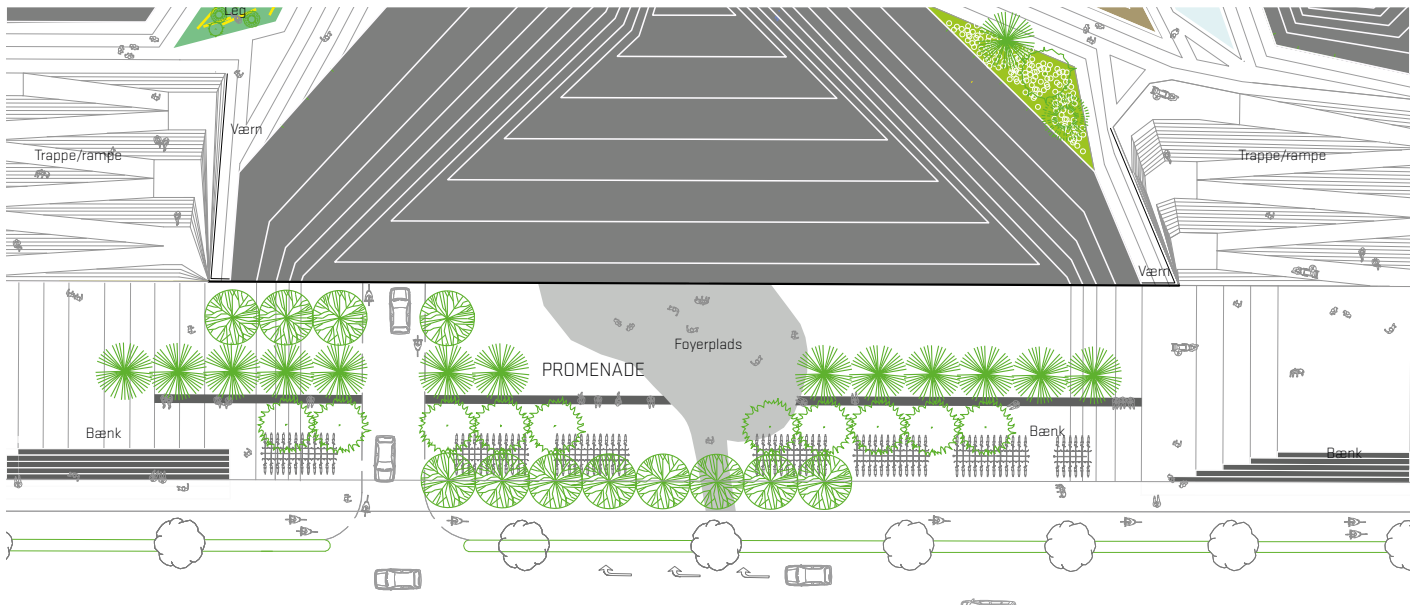 Leg
Værn
Trappe/rampe
Trappe/rampe
Værn
Foyerplads
PROMENADE
Bænk
Bænk
Bænk